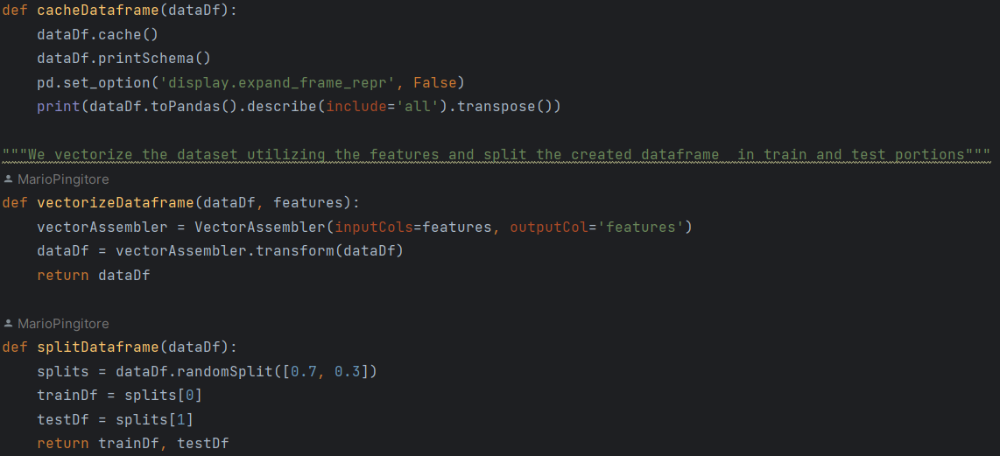 def cacheDataframe(dataDf):
    dataDf.cache()
    dataDf.printSchema()
    pd.set_option('display.expand_frame_repr', False)
    print(dataDf.toPandas().describe(include='all').transpose())
"""We vectorize the dataset utilizing the features and split the created dataframe  in train and test portions"""
MarioPingitore
def vectorizeDataframe(dataDf, features):
    vectorAssembler = VectorAssembler(inputCols=features, outputCol='features')
    dataDf = vectorAssembler.transform(dataDf)
    return dataDf
MarioPingitore
def splitDataframe(dataDf):
    splits = dataDf.randomSplit([0.7, 0.3])
    trainDf = splits[0]
    testDf = splits[1]
    return trainDf, testDf